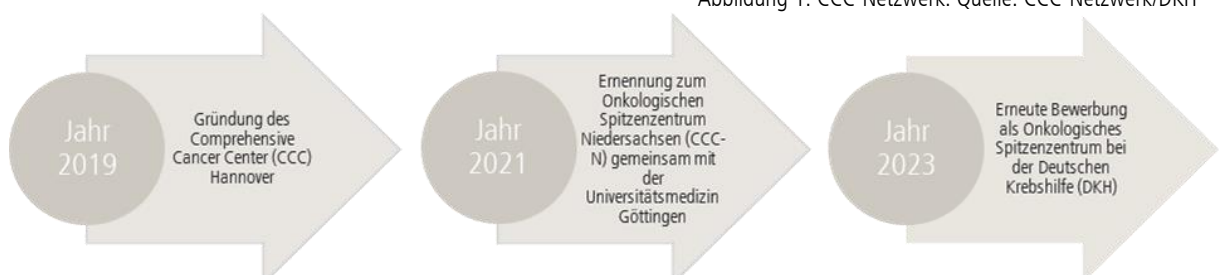 Abbildung 1: CCC-Netzwerk. Quelle: CCC-Netzwerk/DKH
Jahr
2019
Gründung des
Comprehensive
Cancer Center (CCC)
Hannover
Jahr
2021
Ernennung zum
Onkologischen
Spitzenzentrum
Niedersachsen (CCC-
N) gemeinsam mit
der
Universitätsmedizin
Göttingen
Jahr
2023
Erneute Bewerbung
als Onkologisches
Spitzenzentrum bei
der Deutschen
Krebshilfe (DKH)